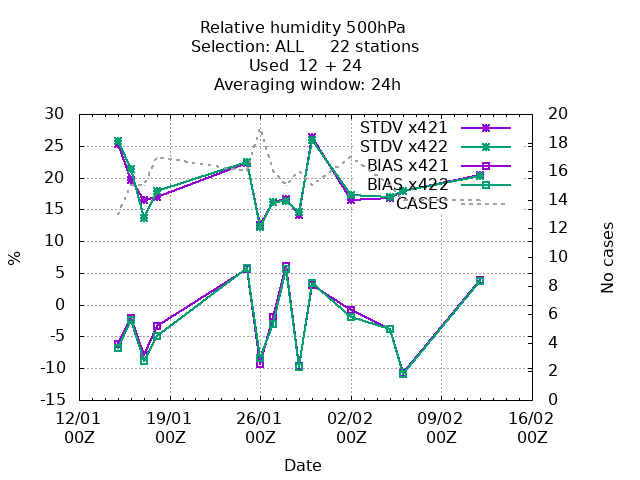 Relative humidity 500hPa
Selection: ALL     22 stations
Used  12 + 24
Averaging window: 24h
30
25
20
15
10
5
0
-5
-10
-15
%
20
18
16
14
12
10
8
6
4
2
0
No cases
STDV x421
STDV x422
BIAS x421
BIAS x422
CASES
12/01 19/01 26/01 02/02 09/02 16/02
00Z 00Z 00Z 00Z 00Z 00Z
Date